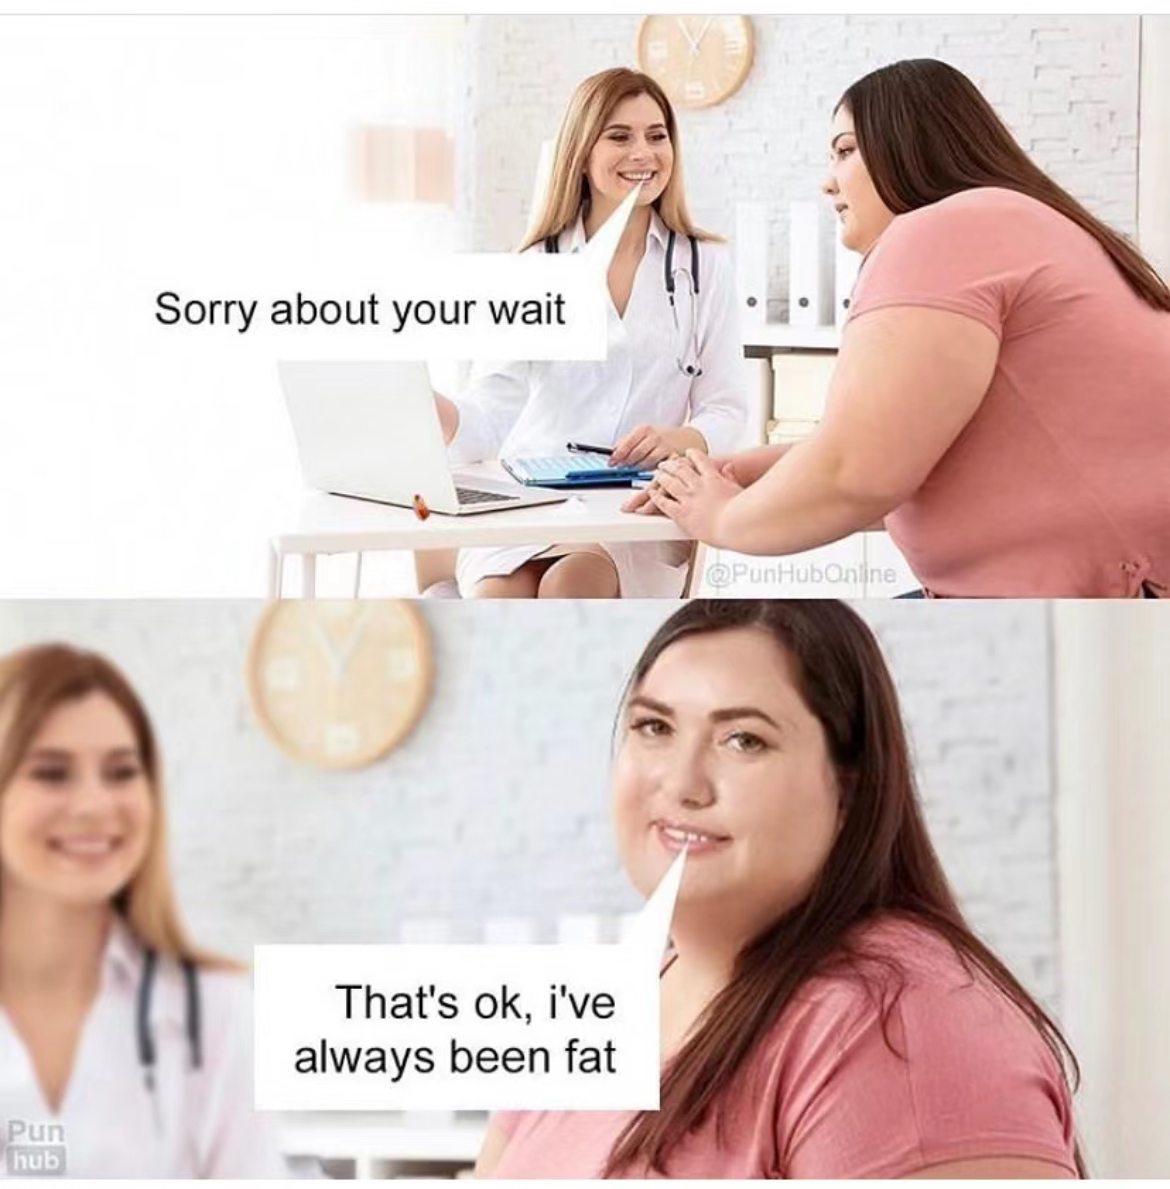 Sorry about your wait
@PunHubOnline
That's ok, i've
always been fat
Pun
hub